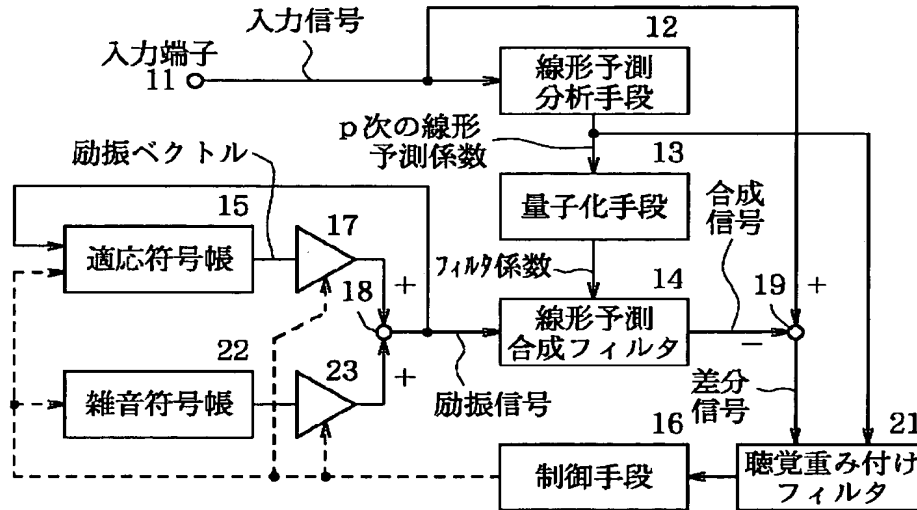 入力信号
12
入力端子
11
線形予測
分析手段
p次の線形
予測係数
13
励振ベクトル
量子化手段
合成
信号
15
17
適応符号帳
フィルタ係数
14
19
+
18
+
線形予測
合成フィルタ
−
22
23
+
雑音符号帳
励振信号
差分
信号
16
21
制御手段
聴覚重み付け
フィルタ